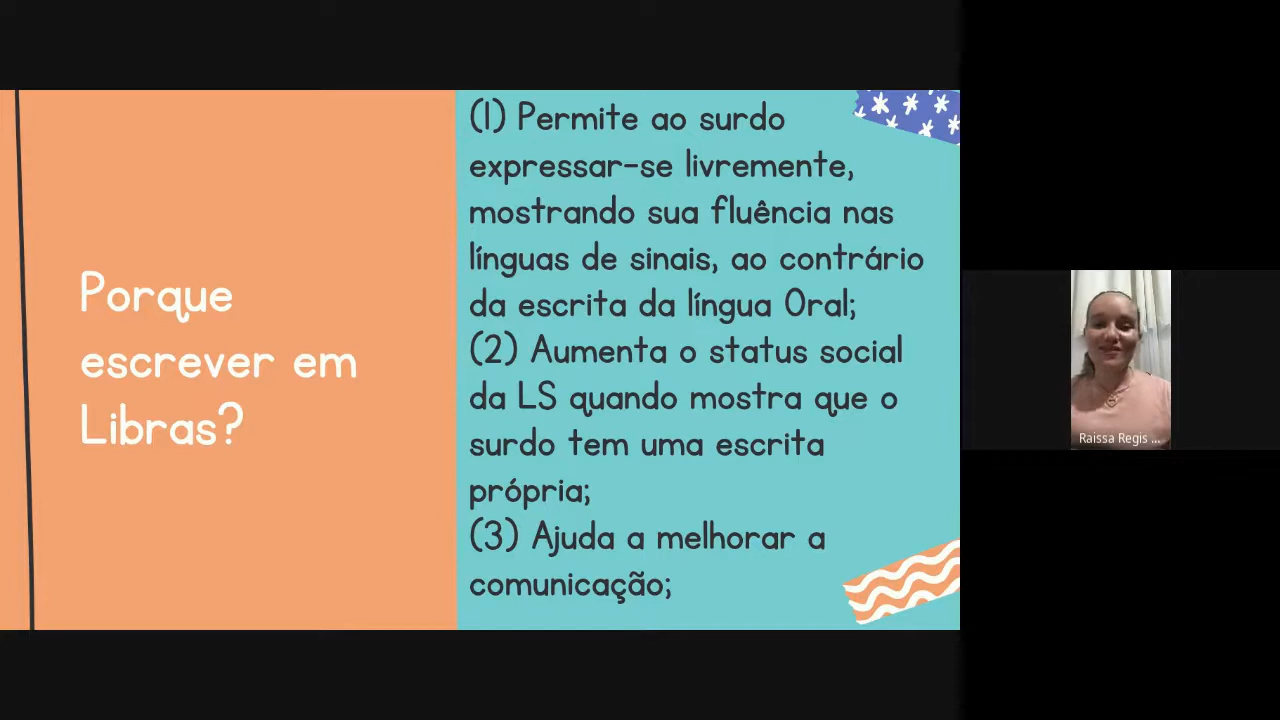 Porque
escrever em
Libras?
(1) Permite ao surdo
expressar-se livremente,
mostrando sua fluência nas
línguas de sinais, ao contrário
da escrita da língua Oral;
(2) Aumenta o status social
da LS quando mostra que o
surdo tem uma escrita
própria;
(3) Ajuda a melhorar a
comunicação;
Raissa Regis ...